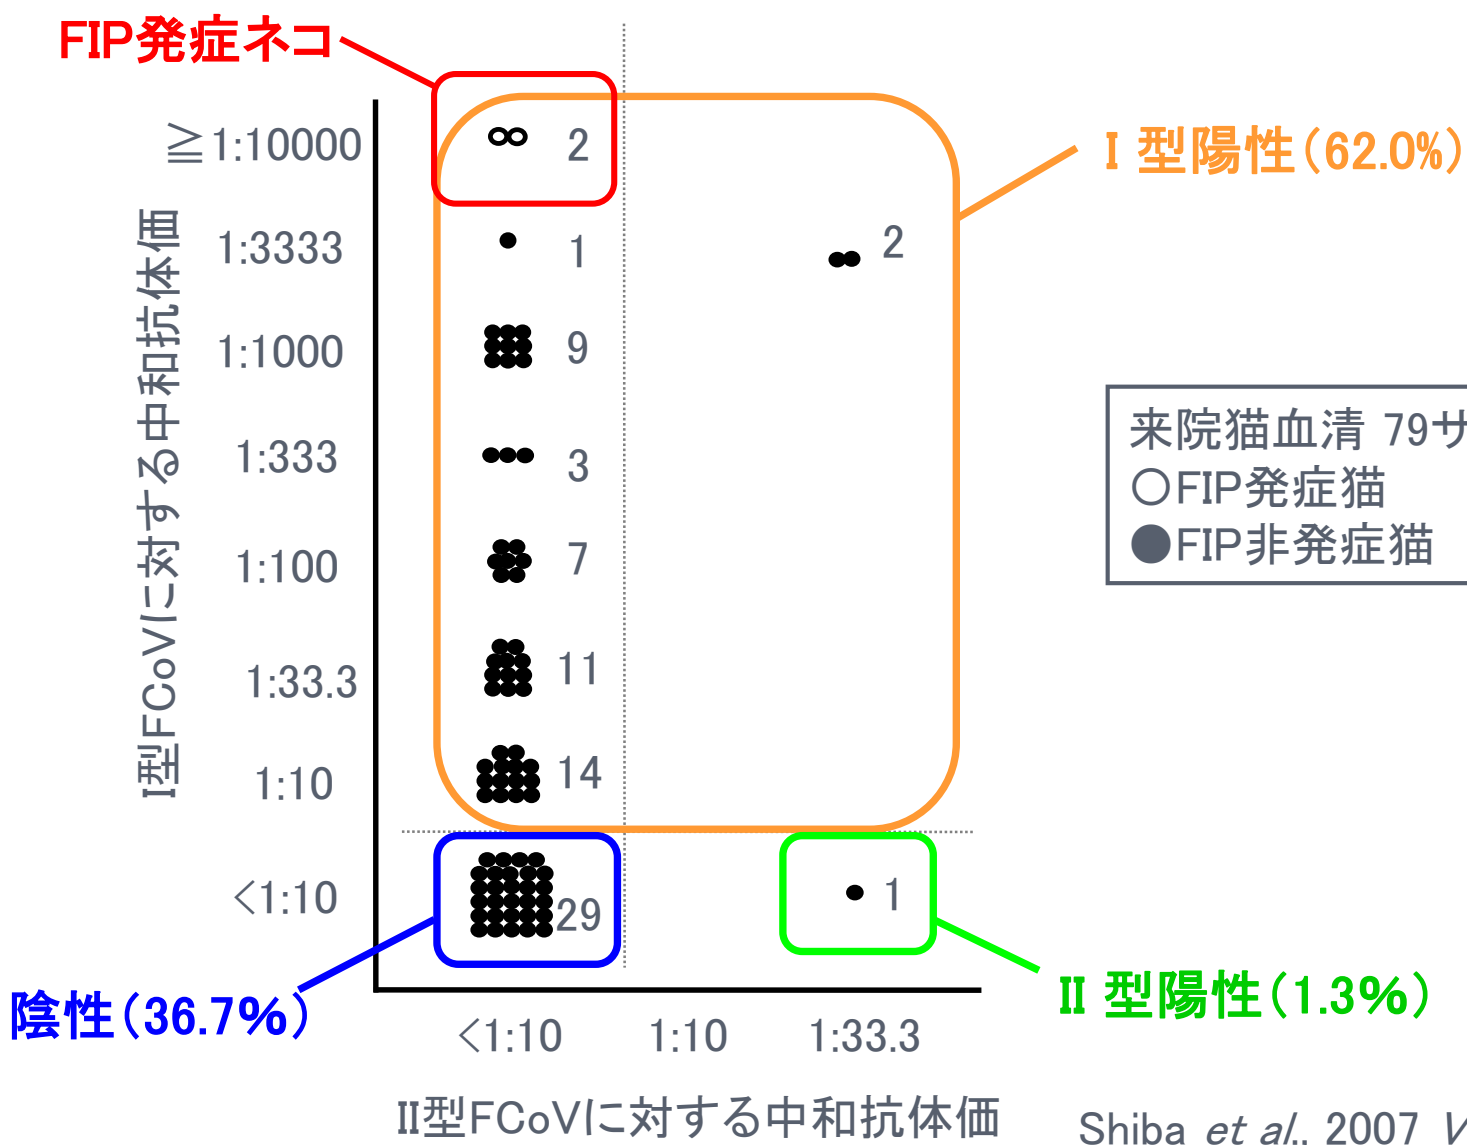 FIP発症ネコ
≧1:10000
2
I 型陽性（62.0%）
1:3333
1
2
1:1000
9
1:333
3
1:100
7
1:33.3
11
1:10
14
<1:10
29
1
I型FCoVに対する中和抗体価
来院猫血清 79サ
○FIP発症猫
●FIP非発症猫
陰性（36.7%）
II 型陽性（1.3%）
<1:10 1:10 1:33.3
II型FCoVに対する中和抗体価
Shiba et al., 2007 V